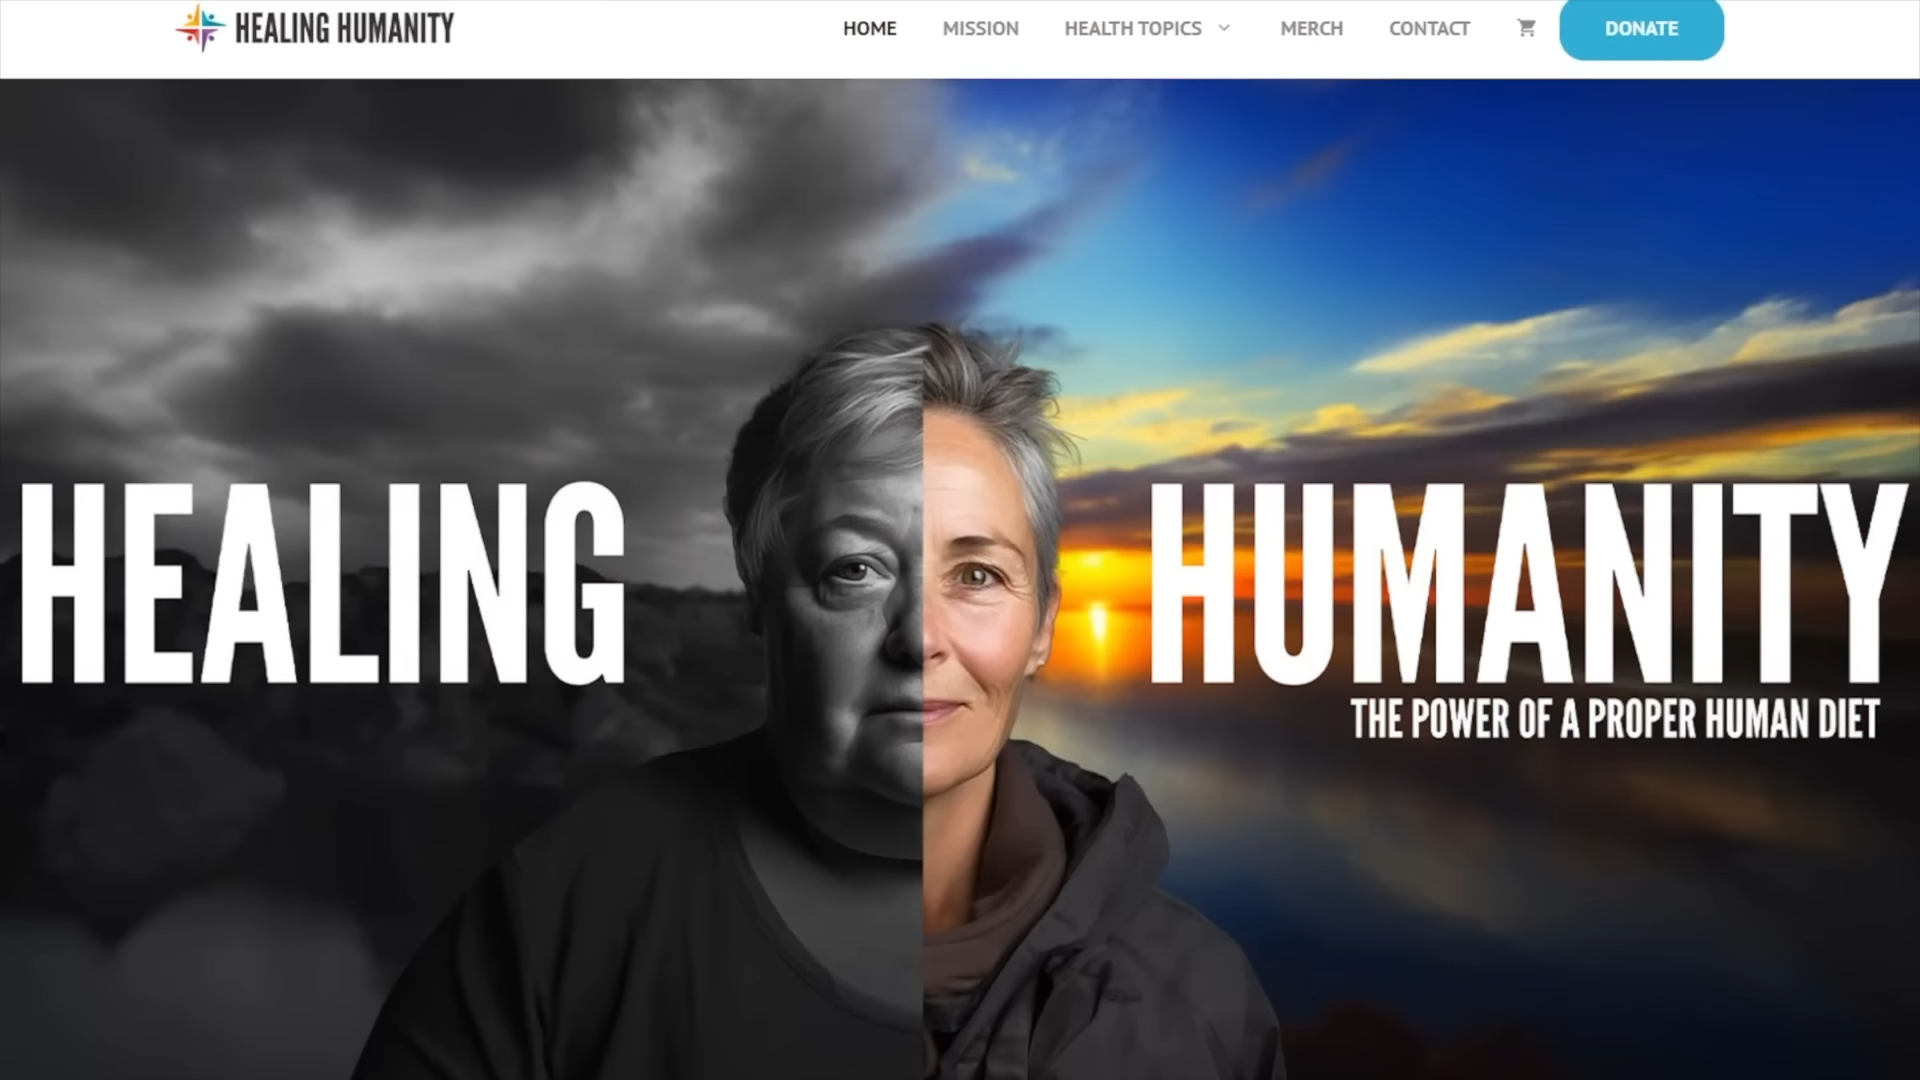 HEALING HUMANITY
HOME MISSION HEALTH TOPICS MERCH CONTACT DONATE
HEALING HUMANITY
THE POWER OF A PROPER HUMAN DIET